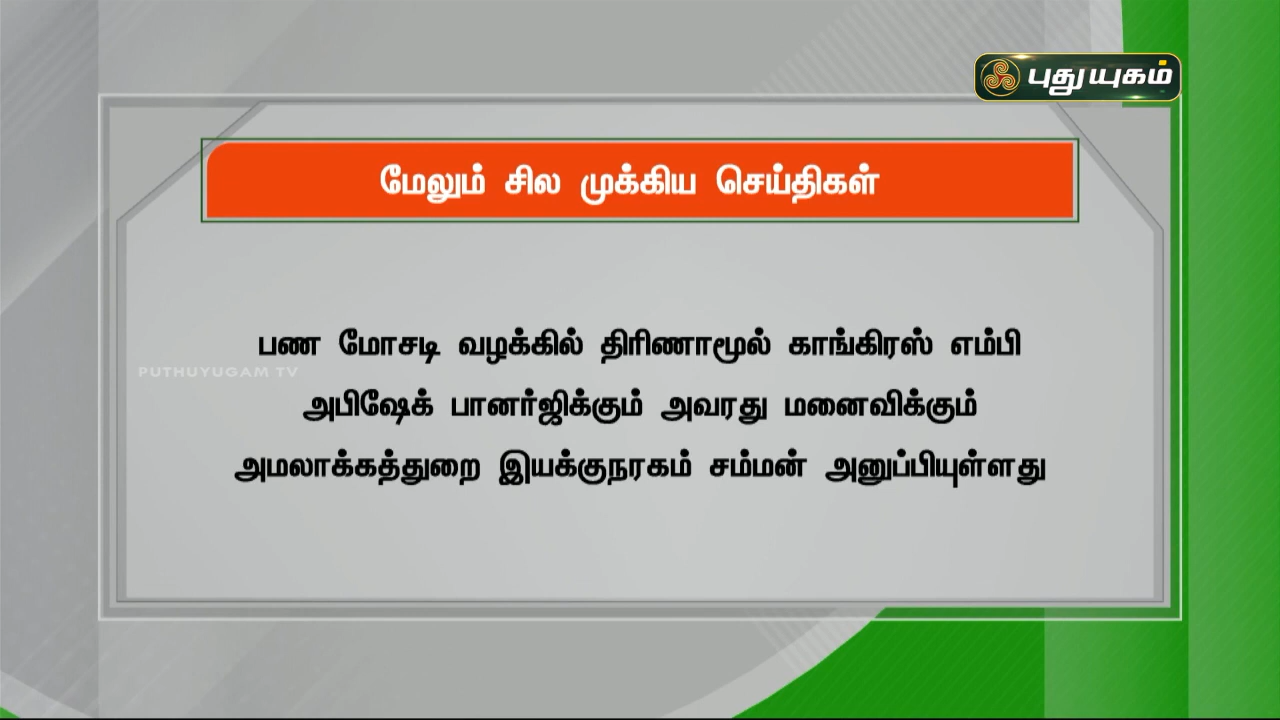 புதுயுகம்
மேலும் சில முக்கிய செய்திகள்
பண மோசடி வழக்கில் திரிணாமூல் காங்கிரஸ் எம்பி
PUTHUYUGAM TV
அபிஷேக் பானர்ஜிக்கும் அவரது மனைவிக்கும்
அமலாக்கத்துறை இயக்குநரகம் சம்மன் அனுப்பியுள்ளது